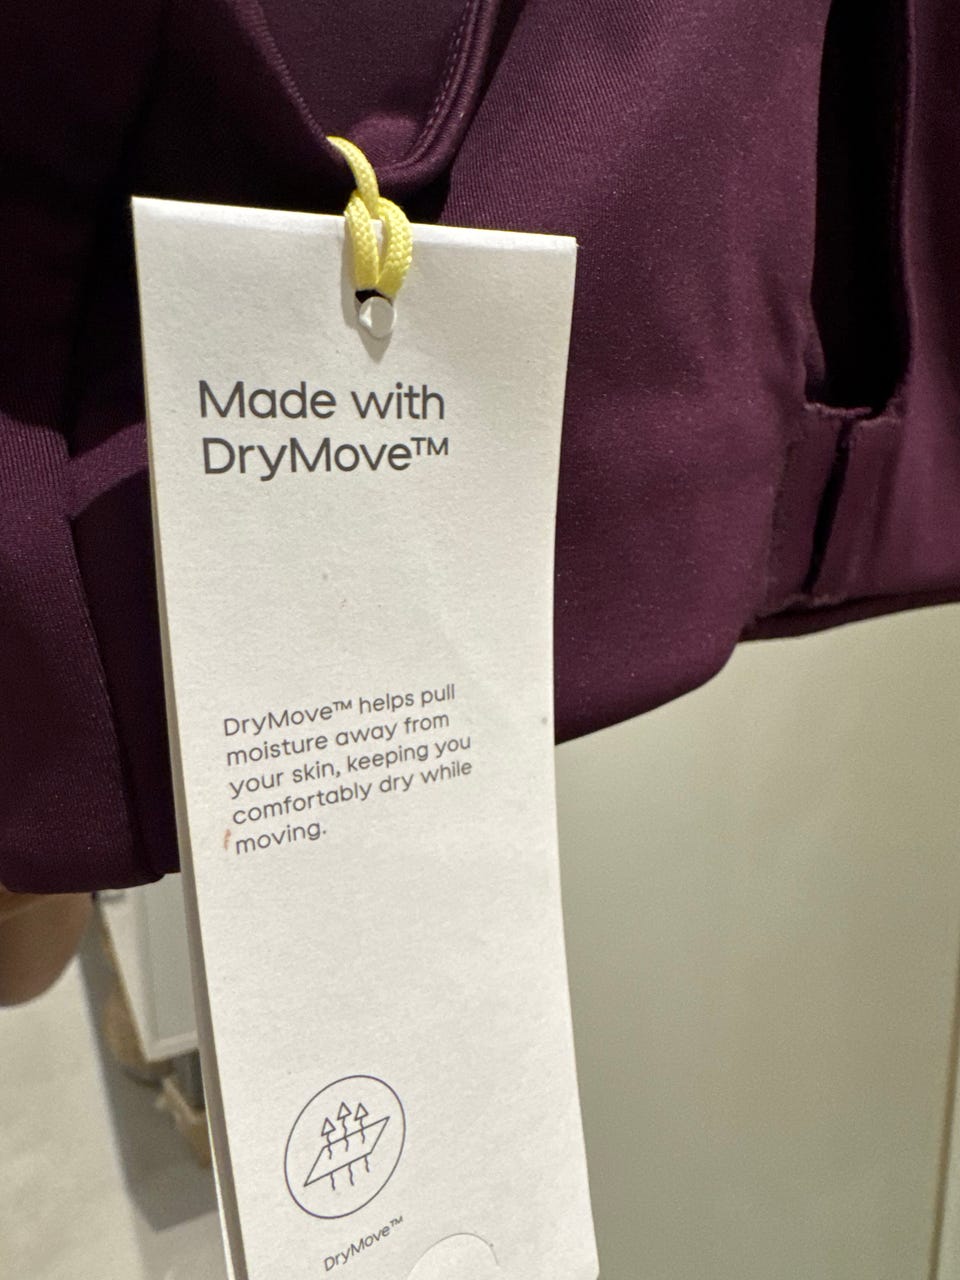 Made with
DryMove™
DryMove™ helps pull
moisture away from
your skin, keeping you
comfortably dry while
moving.
DryMove™